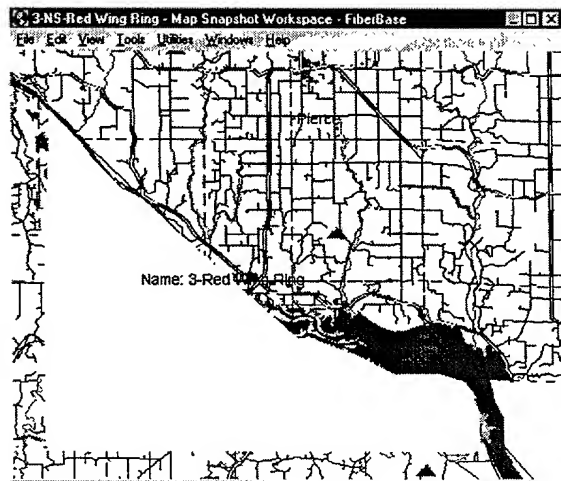 3-NS-Red Wing Ring - Map Snapshot Workspace - FiberBase
File Edit View Tools Utilities Windows Help
Pierce
Name: 3-Red Wing Ring